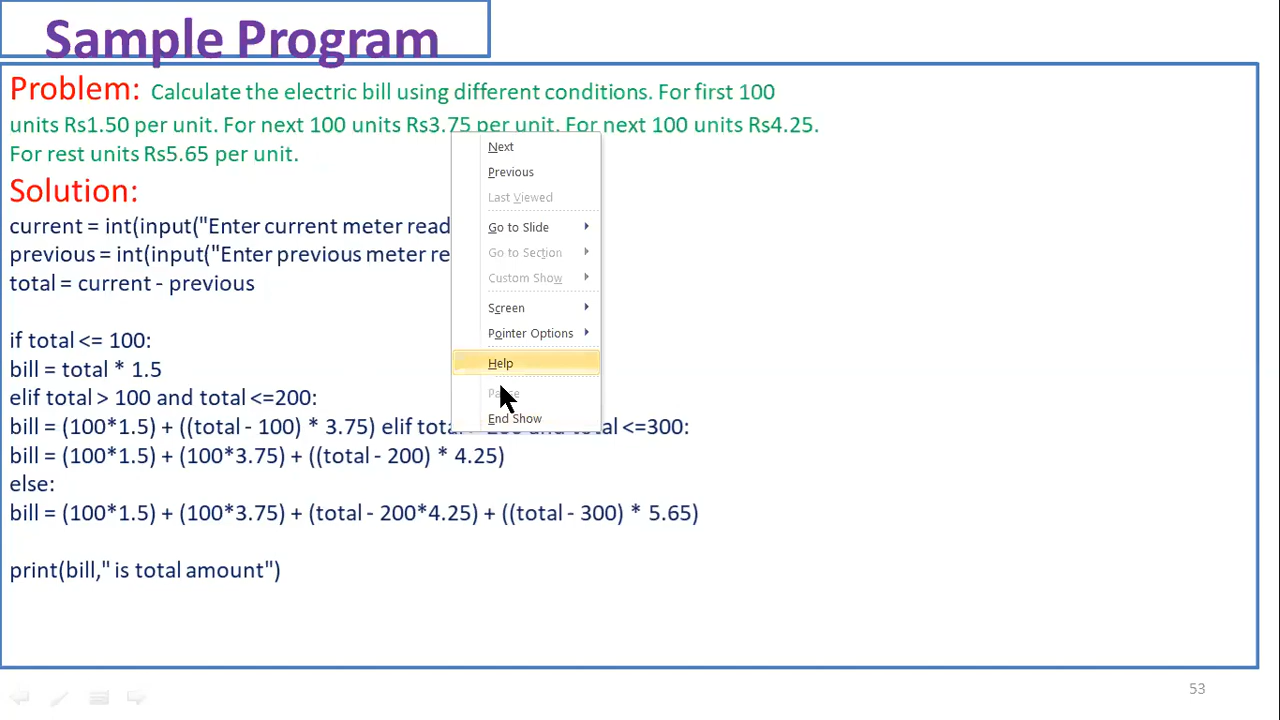 Sample Program
Problem: Calculate the electric bill using different conditions. For first 100
units Rs1.50 per unit. For next 100 units Rs3.75 per unit. For next 100 units Rs4.25.
For rest units Rs5.65 per unit.
Solution:
current = int(input("Enter current meter read
previous = int(input("Enter previous meter re
total = current - previous
if total <= 100:
bill = total * 1.5
elif total > 100 and total <=200:
bill = (100*1.5) + ((total - 100) * 3.75) elif total <=300:
bill = (100*1.5) + (100*3.75) + ((total - 200) * 4.25)
else:
bill = (100*1.5) + (100*3.75) + (total - 200*4.25) + ((total - 300) * 5.65)
print(bill," is total amount")
Next
Previous
Last Viewed
Go to Slide
Go to Section
Custom Show
Screen
Pointer Options
Help
End Show
53